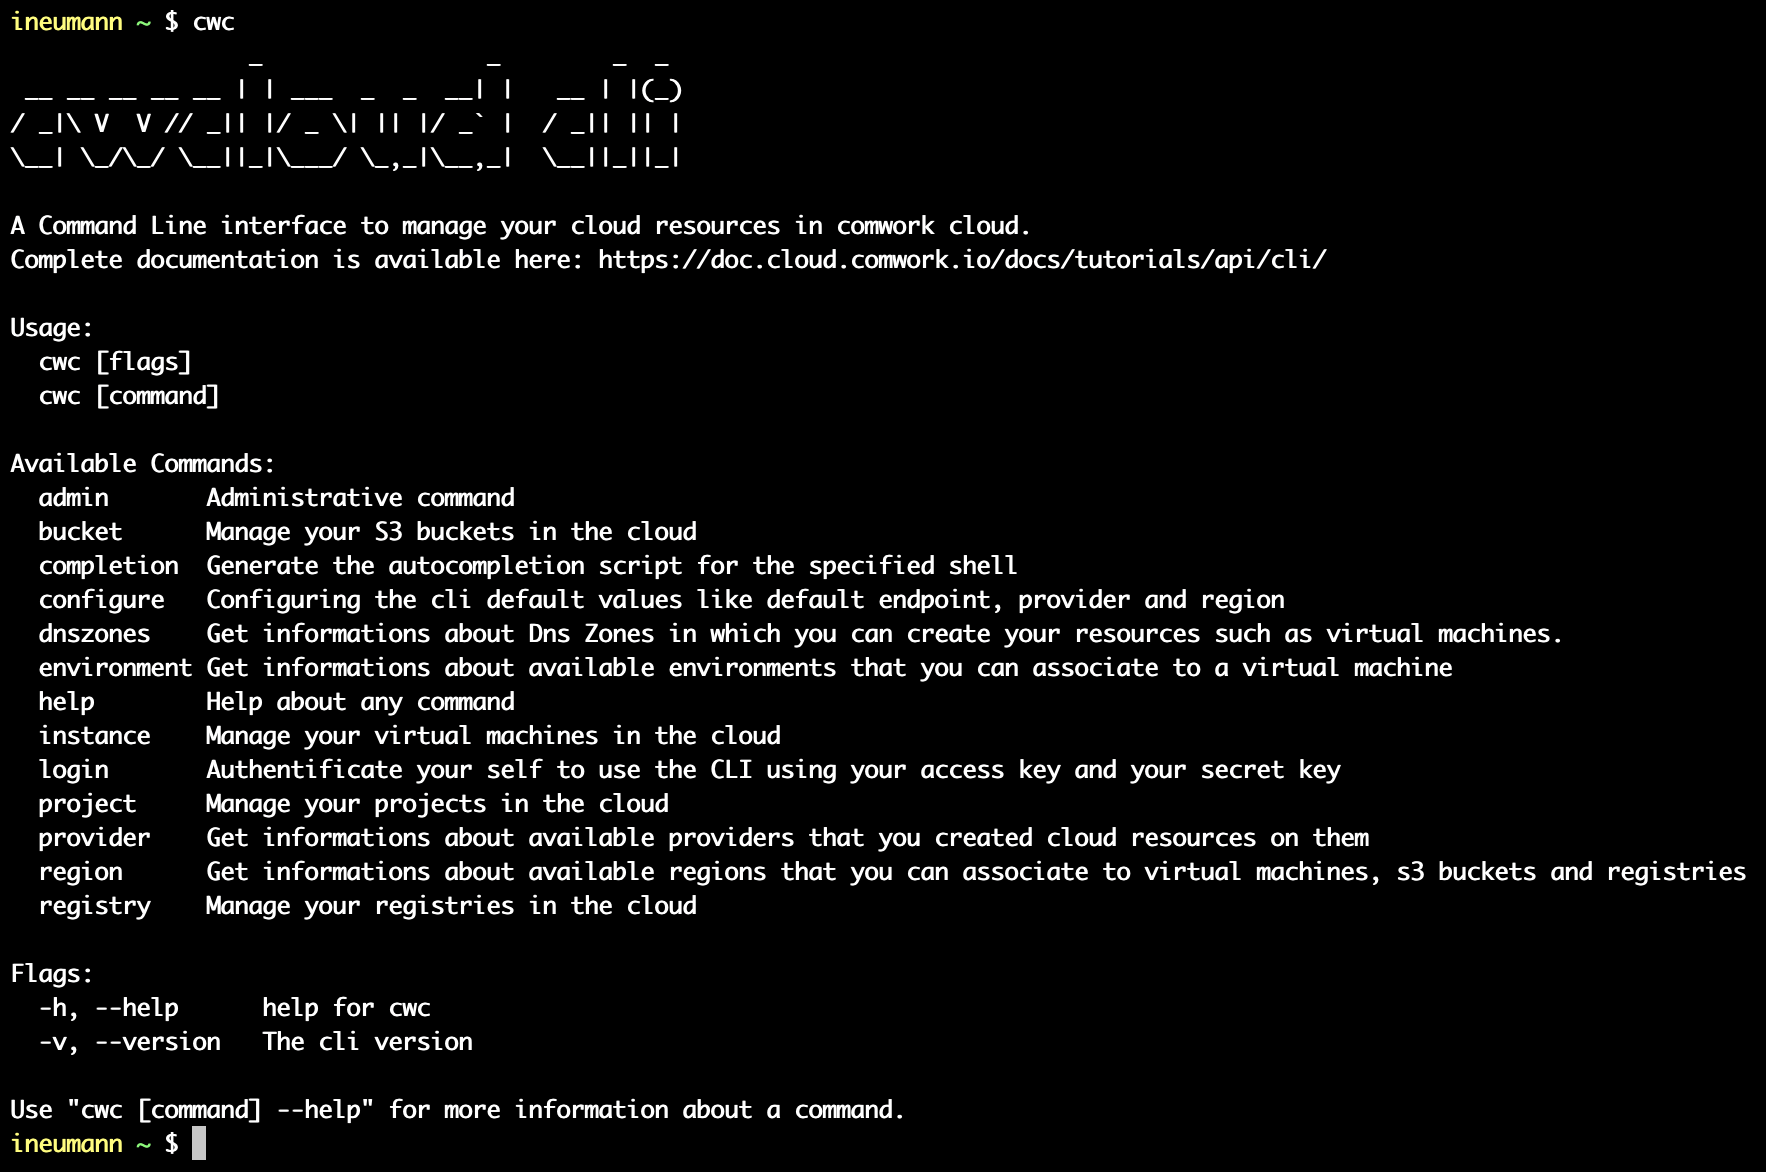 ineumann ~ $ cwc
                 _                _        _  _
 __ __ __ __ __ | | ___  _  _  __| |   __ | |(_)
/ _|\ V  V // _|| |/ _ \| || |/ _` |  / _|| || |
\__| \_/\_/ \__||_|\___/ \_,_|\__,_|  \__||_||_|

A Command Line interface to manage your cloud resources in comwork cloud.
Complete documentation is available here: https://doc.cloud.comwork.io/docs/tutorials/api/cli/

Usage:
  cwc [flags]
  cwc [command]

Available Commands:
  admin       Administrative command
  bucket      Manage your S3 buckets in the cloud
  completion  Generate the autocompletion script for the specified shell
  configure   Configuring the cli default values like default endpoint, provider and region
  dnszones    Get informations about Dns Zones in which you can create your resources such as virtual machines.
  environment Get informations about available environments that you can associate to a virtual machine
  help        Help about any command
  instance    Manage your virtual machines in the cloud
  login       Authentificate your self to use the CLI using your access key and your secret key
  project     Manage your projects in the cloud
  provider    Get informations about available providers that you created cloud resources on them
  region      Get informations about available regions that you can associate to virtual machines, s3 buckets and registries
  registry    Manage your registries in the cloud

Flags:
  -h, --help      help for cwc
  -v, --version   The cli version

Use "cwc [command] --help" for more information about a command.
ineumann ~ $